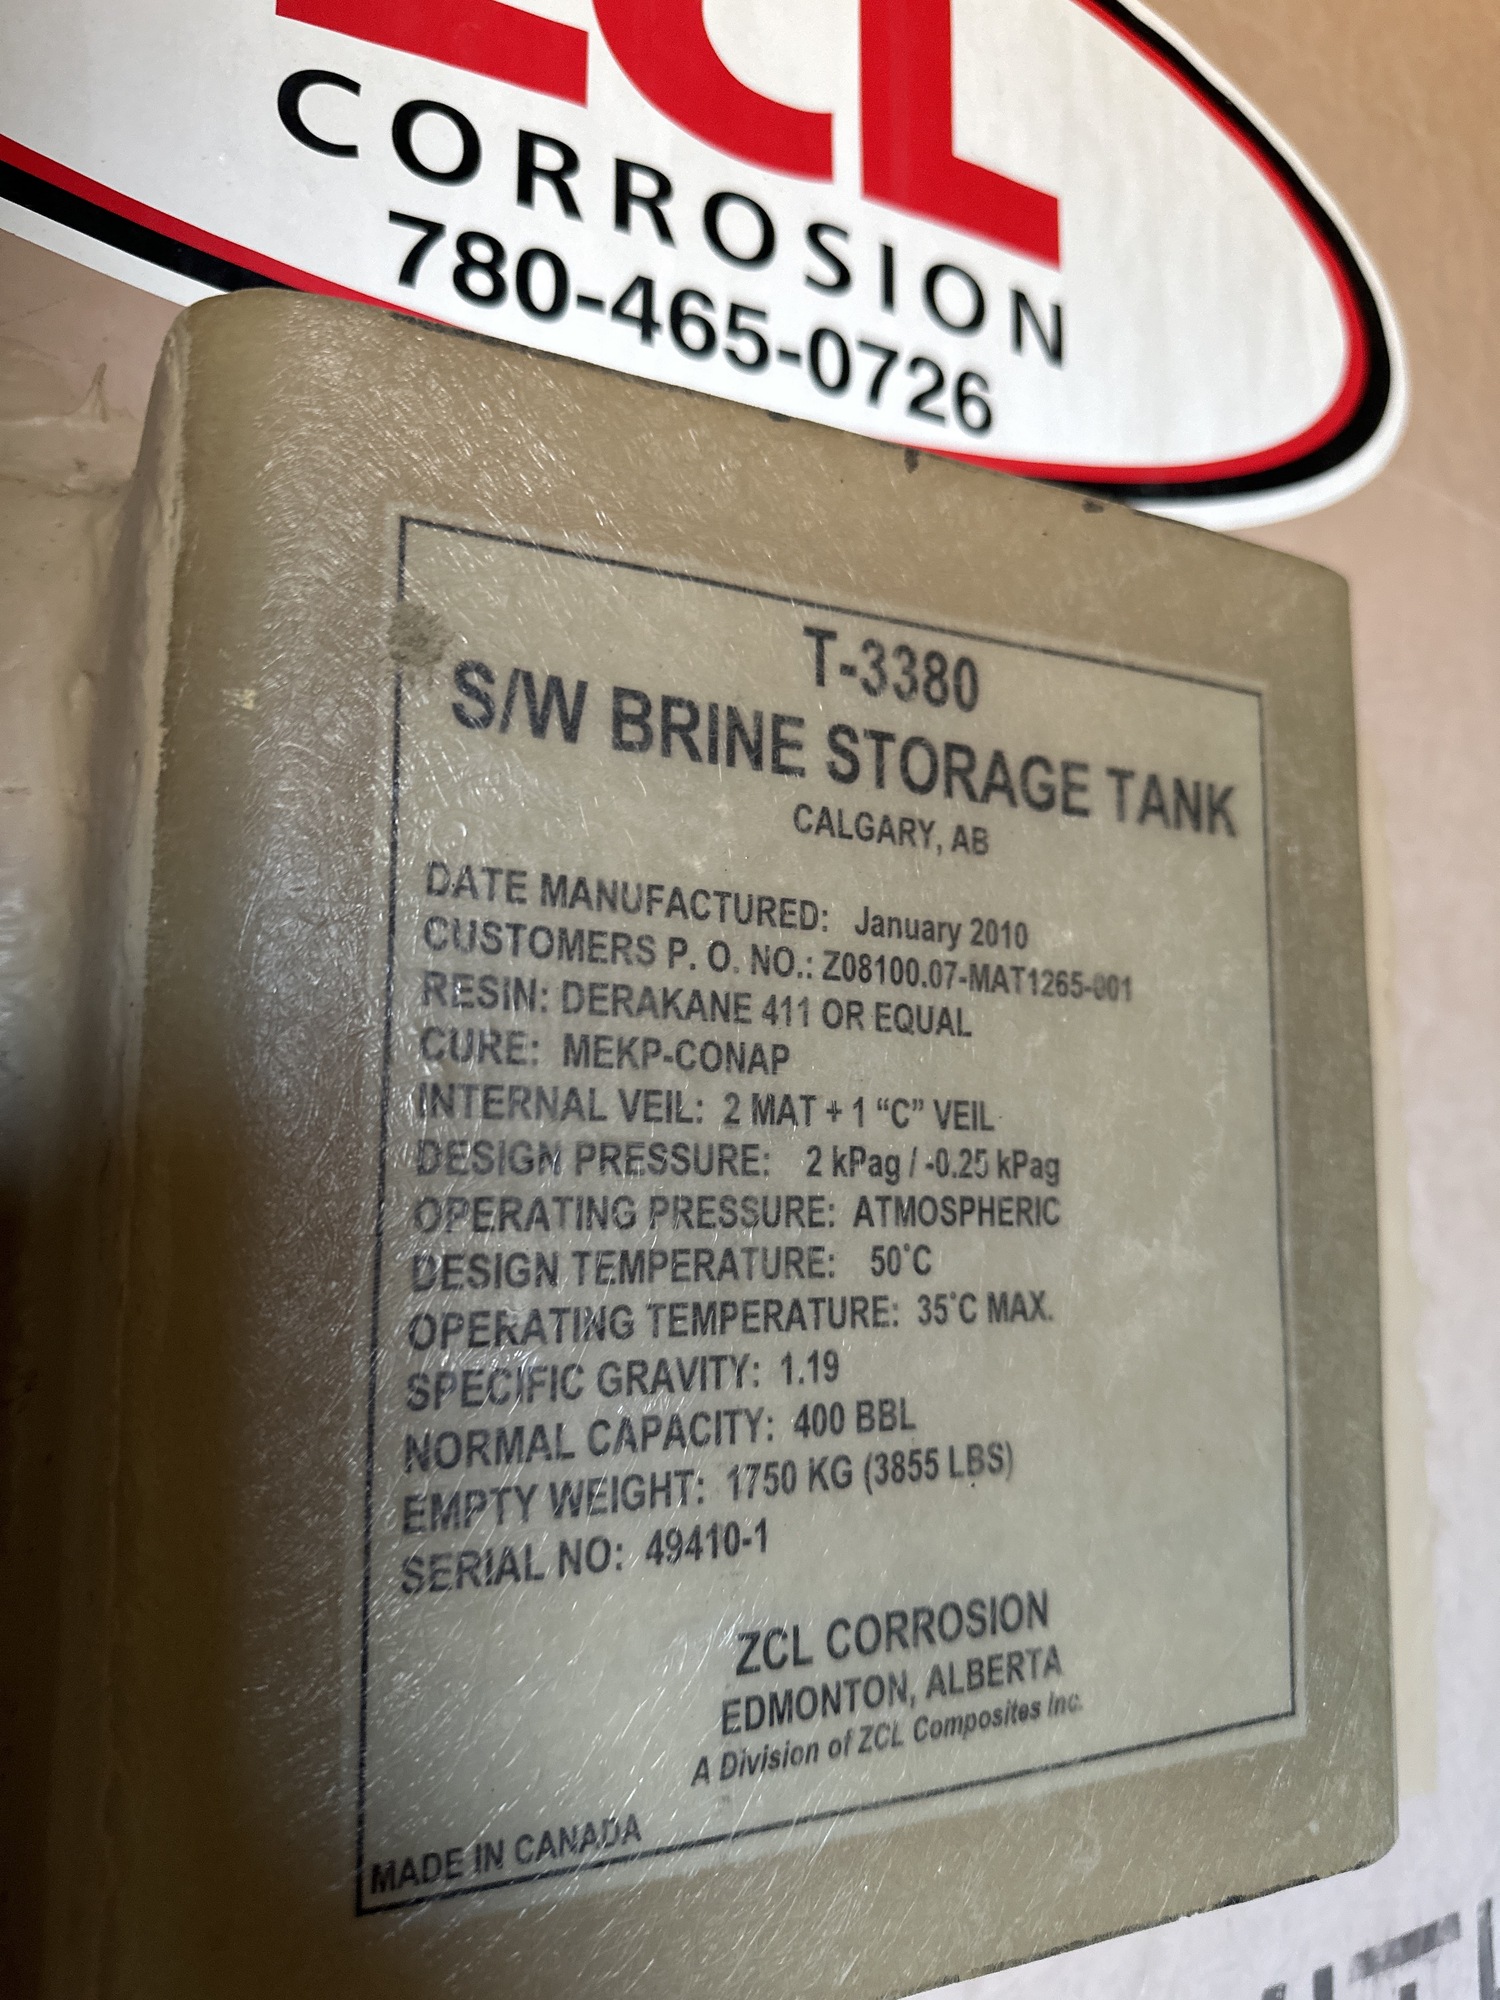 ZCL
CORROSION
780-465-0726
T-3380
S/W BRINE STORAGE TANK
CALGARY, AB
DATE MANUFACTURED: January 2010
CUSTOMERS P. O. NO.: Z08100.07-MAT1265-001
RESIN: DERAKANE 411 OR EQUAL
CURE: MEKP-CONAP
INTERNAL VEIL: 2 MAT + 1 “C” VEIL
DESIGN PRESSURE: 2 kPag / -0.25 kPag
OPERATING PRESSURE: ATMOSPHERIC
DESIGN TEMPERATURE: 50°C
OPERATING TEMPERATURE: 35°C MAX.
SPECIFIC GRAVITY: 1.19
NORMAL CAPACITY: 400 BBL
EMPTY WEIGHT: 1750 KG (3855 LBS)
SERIAL NO: 49410-1
ZCL CORROSION
EDMONTON, ALBERTA
A Division of ZCL Composites Inc.
MADE IN CANADA